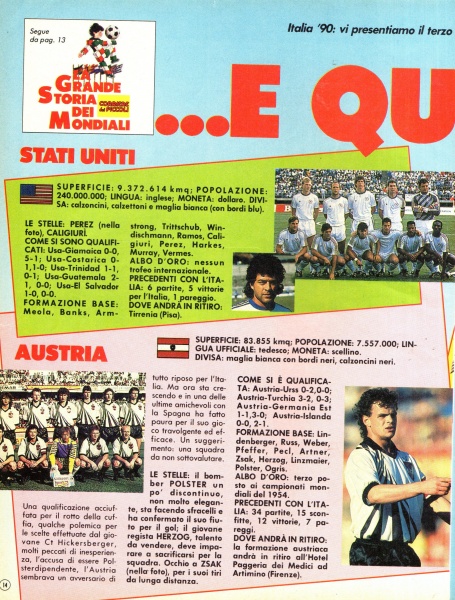 Segue
da pag. 13
LA
GRANDE
STORIA
DEI
MONDIALI
CORRIERE
dei PICCOLI
Italia '90: vi presentiamo il terzo
...E QU
STATI UNITI
SUPERFICIE: 9.372.614 kmq; POPOLAZIONE:
240.000.000; LINGUA: inglese; MONETA: dollaro. DIVI-
SA: calzoncini, calzettoni e maglia bianca (con bordi blu).
LE STELLE: PEREZ (nella
foto), CALIGIURI.
COME SI SONO QUALIFI-
CATI: Usa-Giamaica 0-0,
5-1; Usa-Costarica 0-
1,1-0; Usa-Trinidad 1-1,
0-1; Usa-Guatemala 2-
1, 0-0; Usa-El Salvador
1-0, 0-0.
FORMAZIONE BASE:
Meola, Banks, Arm-
strong, Trittschub, Win-
dischmann, Ramos, Cali-
giuri, Perez, Harkes,
Murray, Vermes.
ALBO D'ORO: nessun
trofeo internazionale.
PRECEDENTI CON L'ITA-
LIA: 6 partite, 5 vittorie
per l'Italia, 1 pareggio.
DOVE ANDRÀ IN RITIRO:
Tirrenia (Pisa).
AUSTRIA
SUPERFICIE: 83.855 kmq; POPOLAZIONE: 7.557.000; LIN-
GUA UFFICIALE: tedesco; MONETA: scellino.
DIVISA: maglia bianca con bordi neri, calzoncini neri.
Una qualificazione acciuf-
fata per il rotto della cuf-
fia, qualche polemica per
le scelte effettuate dal gio-
vane Ct Hickersberger,
molti peccati di inesperien-
za, l'accusa di essere Pol-
sterdipendente, l'Austria
sembrava un avversario di
tutto riposo per l'Ita-
lia. Ma ora sta cre-
scendo e in una delle
ultime amichevoli con
la Spagna ha fatto
paura per il suo gio-
co travolgente ed ef-
ficace. Un suggeri-
mento: una squadra
da non sottovalutare.
LE STELLE: il bom-
ber POLSTER un
po' discontinuo,
non molto elegan-
te, sta facendo sfracelli e
ha confermato il suo fiu-
to per il gol; il giovane
regista HERZOG, talento
da vendere, deve impa-
rare a sacrificarsi per la
squadra. Occhio a ZSAK
(nella foto), per i suoi tiri
da lunga distanza.
COME SI È QUALIFICA-
TA: Austria-Urss 0-2,0-0;
Austria-Turchia 3-2, 0-3;
Austria-Germania Est
1-1,3-0; Austria-Islanda
0-0, 2-1.
FORMAZIONE BASE: Lin-
denberger, Russ, Weber,
Pfeffer, Pecl, Artner,
Zsak, Herzog, Linzmaier,
Polster, Ogris.
ALBO D'ORO: terzo po-
sto ai campionati mon-
diali del 1954.
PRECEDENTI CON L'ITA-
LIA: 34 partite, 15 scon-
fitte, 12 vittorie, 7 pa-
reggi.
DOVE ANDRÀ IN RITIRO:
la formazione austriaca
andrà in ritiro all'Hotel
Paggeria dei Medici ad
Artimino (Firenze).
14